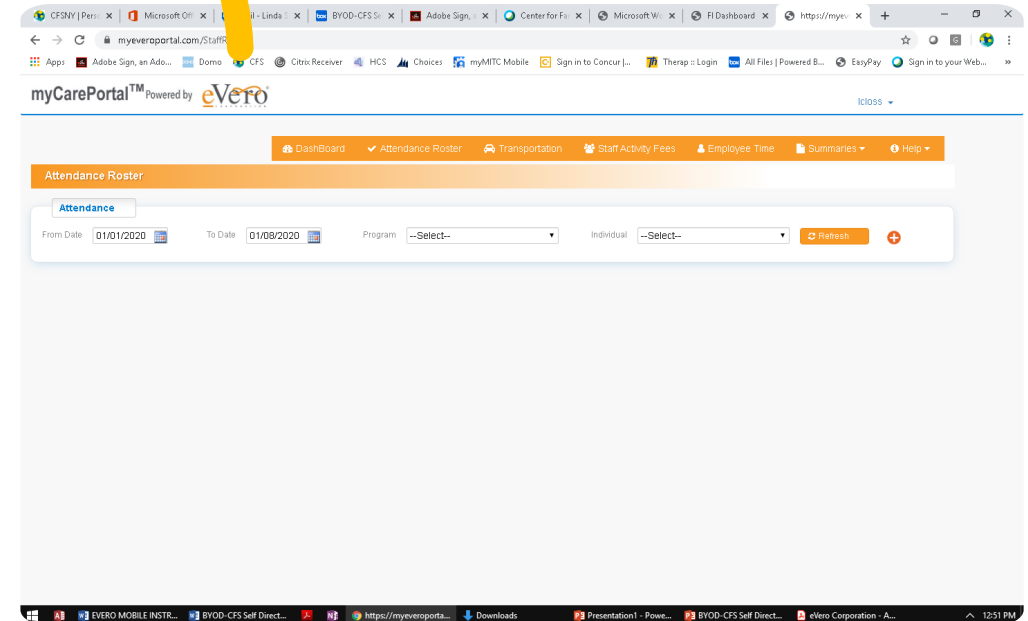 CFSNY | Pers
Microsoft Off
il - Linda S
BYOD-CFS Se
Adobe Sign,
Center for Fa
Microsoft Wo
FI Dashboard
https://myev
myeveroportal.com/StaffR
Apps
Adobe Sign, an Ado...
Domo
CFS
Citrix Receiver
HCS
Choices
myMITC Mobile
Sign in to Concur |...
Therap :: Login
All Files | Powered B...
EasyPay
Sign in to your Web...
»
myCarePortal™ Powered by eVero
lcloss
DashBoard
Attendance Roster
Transportation
Staff Activity Fees
Employee Time
Summaries
Help
Attendance Roster
Attendance
From Date 01/01/2020 To Date 01/08/2020 Program --Select-- Individual --Select-- Refresh
EVERO MOBILE INSTR...
BYOD-CFS Self Direct...
https://myeveroporta...
Downloads
Presentation1 - Powe...
BYOD-CFS Self Direct...
eVero Corporation - A...
12:51 PM